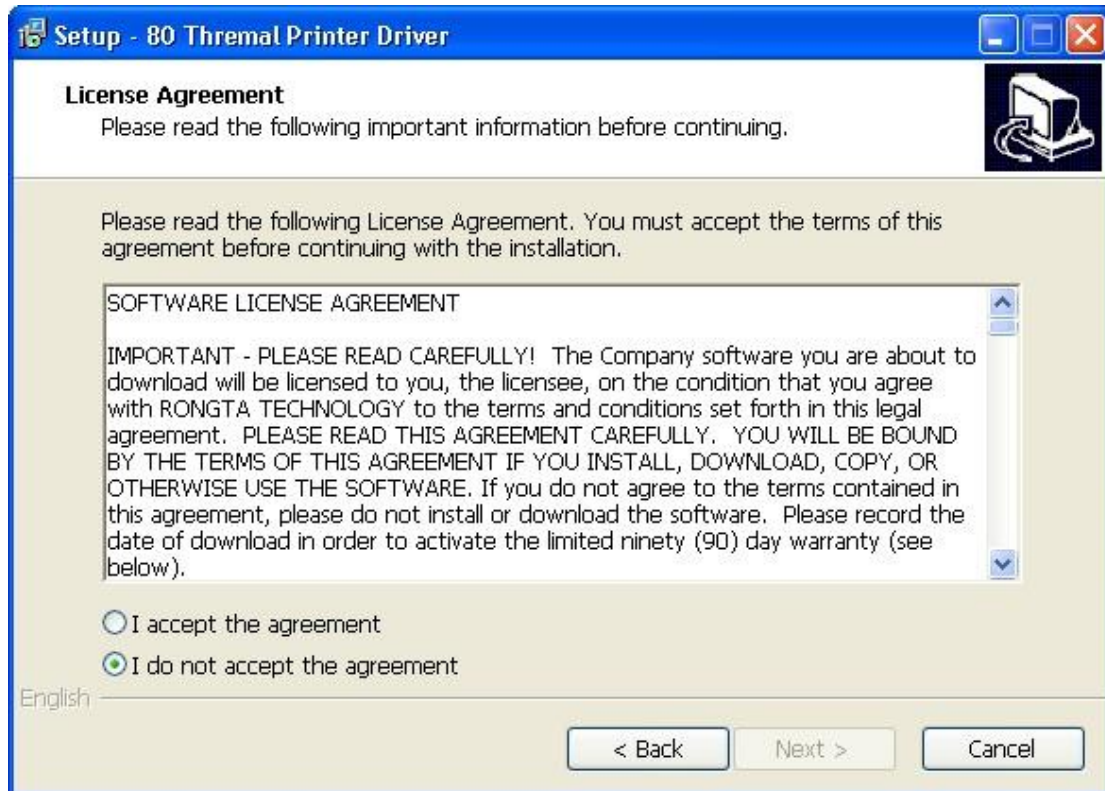 Setup - 80 Thremal Printer Driver
License Agreement
Please read the following important information before continuing.
Please read the following License Agreement. You must accept the terms of this
agreement before continuing with the installation.
SOFTWARE LICENSE AGREEMENT
IMPORTANT - PLEASE READ CAREFULLY!  The Company software you are about to
download will be licensed to you, the licensee, on the condition that you agree
with RONGTA TECHNOLOGY to the terms and conditions set forth in this legal
agreement.  PLEASE READ THIS AGREEMENT CAREFULLY.  YOU WILL BE BOUND
BY THE TERMS OF THIS AGREEMENT IF YOU INSTALL, DOWNLOAD, COPY, OR
OTHERWISE USE THE SOFTWARE. If you do not agree to the terms contained in
this agreement, please do not install or download the software.  Please record the
date of download in order to activate the limited ninety (90) day warranty (see
below).
I accept the agreement
I do not accept the agreement
English
< Back
Next >
Cancel